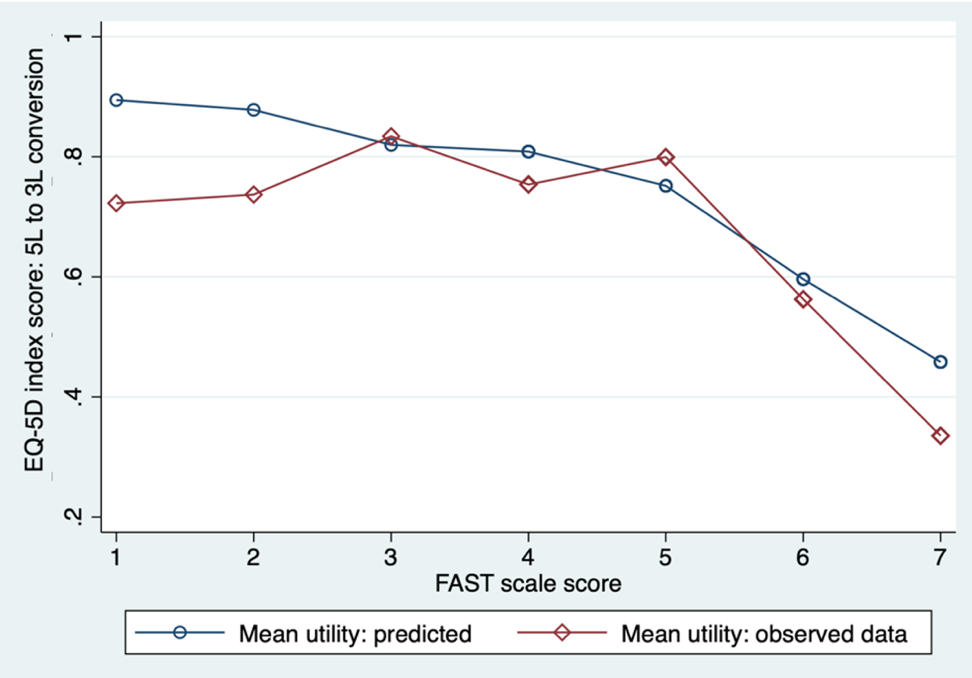 EQ-5D index score: 5L to 3L conversion
1
.8
.6
.4
.2
1 2 3 4 5 6 7
FAST scale score
Mean utility: predicted Mean utility: observed data